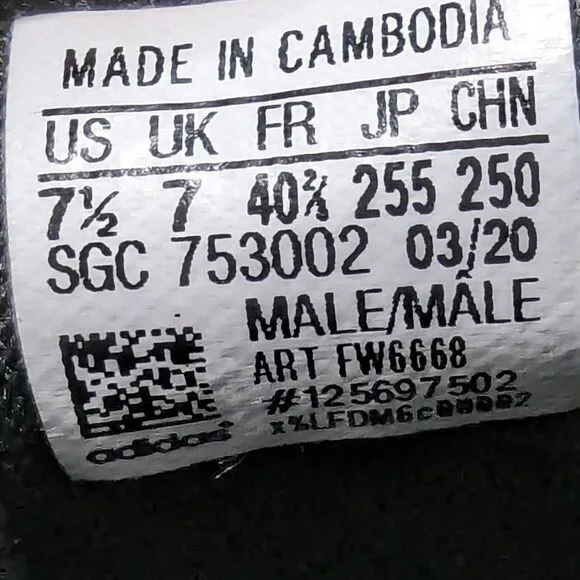 MADE IN CAMBODIA
US UK FR JP CHN
7½ 7 40⅔ 255 250
SGC 753002 03/20
MALE/MÂLE
ART FW6668
#125697502
adidas